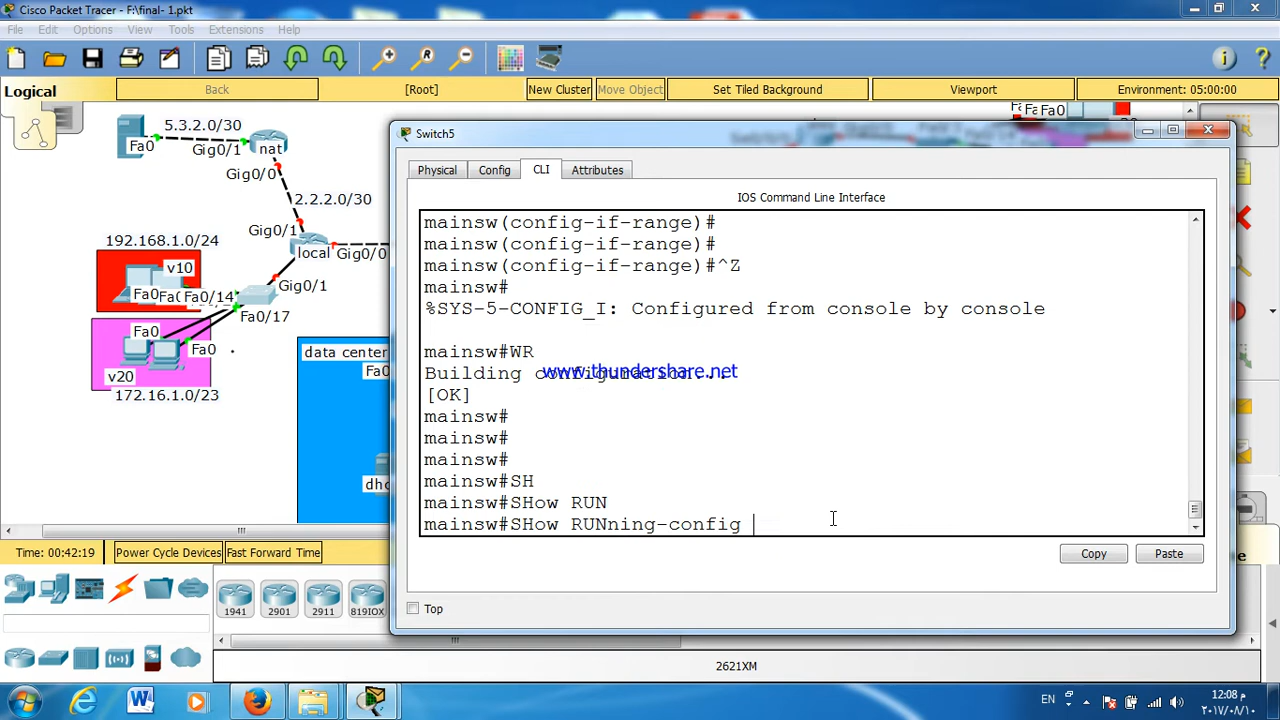 Cisco Packet Tracer - F:\final- 1.pkt
File Edit Options View Tools Extensions Help
Logical Back [Root] New Cluster Move Object Set Tiled Background Viewport Environment: 05:00:00
5.3.2.0/30
Fa0
Gig0/1
nat
Gig0/0
2.2.2.0/30
Gig0/1
192.168.1.0/24
local
Gig0/0
v10
Gig0/1
Fa0
Fa0/14
Fa0/17
Fa0
Fa0
v20
172.16.1.0/23
data center
Fa0
dhc
Fa0
Switch5
Physical Config CLI Attributes
IOS Command Line Interface
mainsw(config-if-range)#
mainsw(config-if-range)#
mainsw(config-if-range)#^Z
mainsw#
%SYS-5-CONFIG_I: Configured from console by console
mainsw#WR
Building configuration...
www.thundershare.net
[OK]
mainsw#
mainsw#
mainsw#
mainsw#SH
mainsw#SHow RUN
mainsw#SHow RUNning-config
Copy Paste
Top
Time: 00:42:19 Power Cycle Devices Fast Forward Time
1941 2901 2911 819IOX
2621XM
EN
12:08 م
٢٠١٧/٠٨/١٠